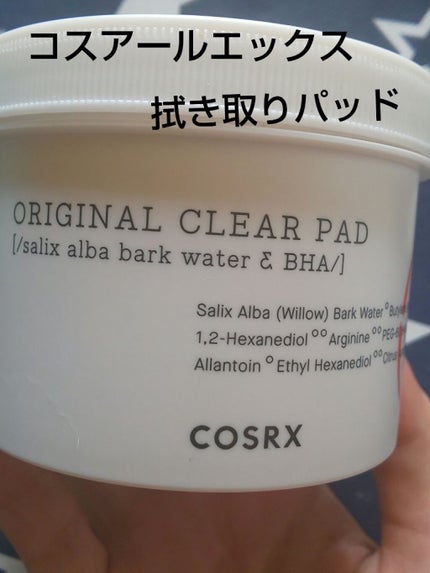 コスアールエックス
拭き取りパッド
ORIGINAL CLEAR PAD
[/salix alba bark water & BHA/]
Salix Alba (Willow) Bark Water °
1,2-Hexanediol °° Arginine °°
Allantoin ° Ethyl Hexanediol °°
COSRX